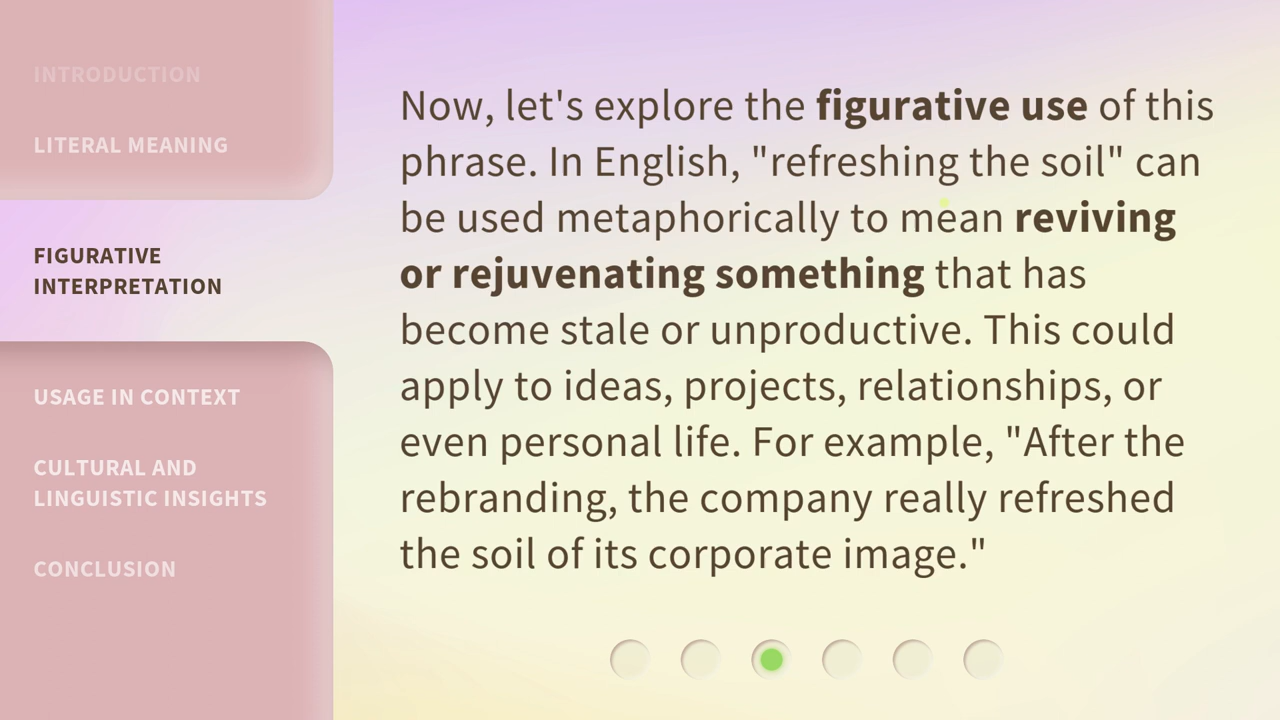 INTRODUCTION
LITERAL MEANING
FIGURATIVE
INTERPRETATION
USAGE IN CONTEXT
CULTURAL AND
LINGUISTIC INSIGHTS
CONCLUSION
Now, let's explore the figurative use of this
phrase. In English, "refreshing the soil" can
be used metaphorically to mean reviving
or rejuvenating something that has
become stale or unproductive. This could
apply to ideas, projects, relationships, or
even personal life. For example, "After the
rebranding, the company really refreshed
the soil of its corporate image."